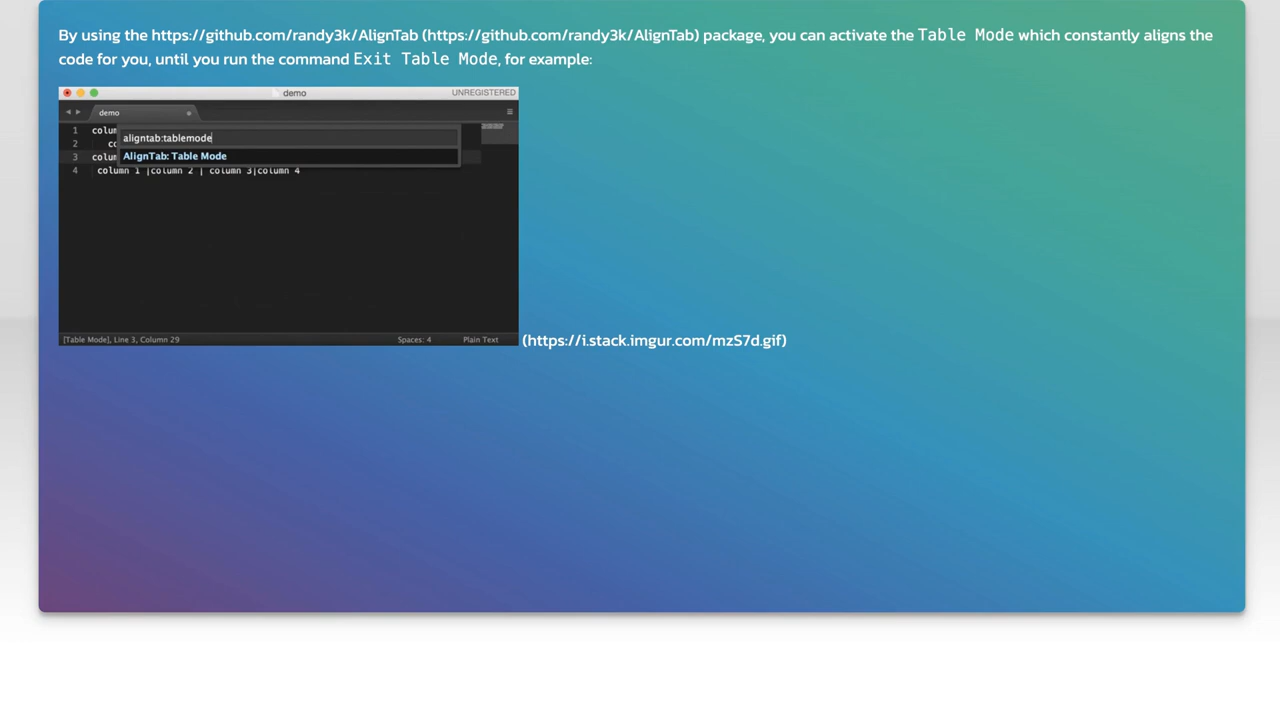 By using the https://github.com/randy3k/AlignTab (https://github.com/randy3k/AlignTab) package, you can activate the Table Mode which constantly aligns the
code for you, until you run the command Exit Table Mode, for example:
demo UNREGISTERED
demo
1 colum
aligntab:tablemode
2 co
3 colum
AlignTab: Table Mode
4 column 1 |column 2 | column 3|column 4
[Table Mode], Line 3, Column 29 Spaces: 4 Plain Text
(https://i.stack.imgur.com/mzS7d.gif)